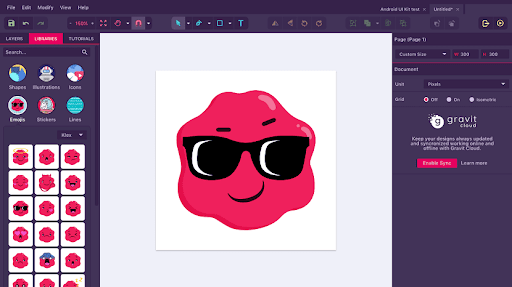 File Edit Modify View Help
Android UI Kit test
Untitled*
150%
T
LAYERS LIBRARIES TUTORIALS
Search...
Shapes Illustrations Icons
Emojis Stickers Lines
Klex
Page (Page 1)
Custom Size W 300 H 300
Document
Unit Pixels
Grid Off On Isometric
g gravit
cloud
Keep your designs always updated
and syncronized working online and
offline with Gravit Cloud.
Enable Sync Learn more